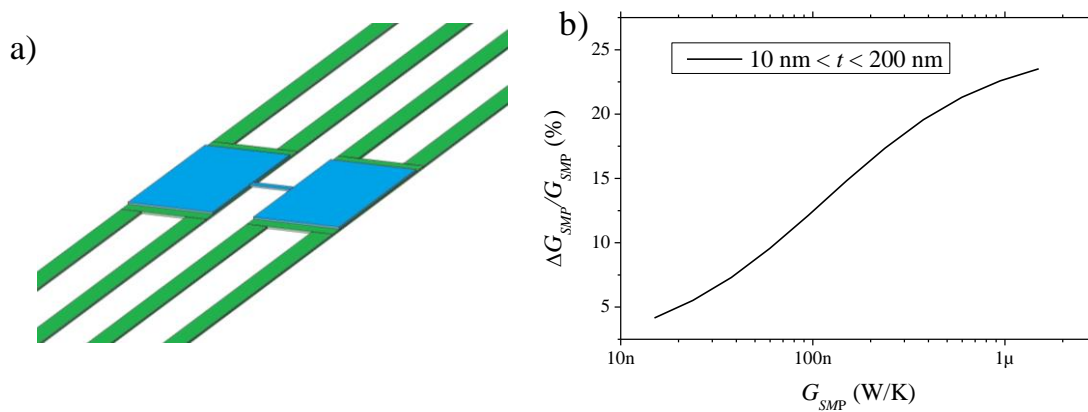 a)
b)
10 nm < t < 200 nm
25
20
15
10
5
ΔG_SMP/G_SMP (%)
10n
100n
1μ
G_SMP (W/K)